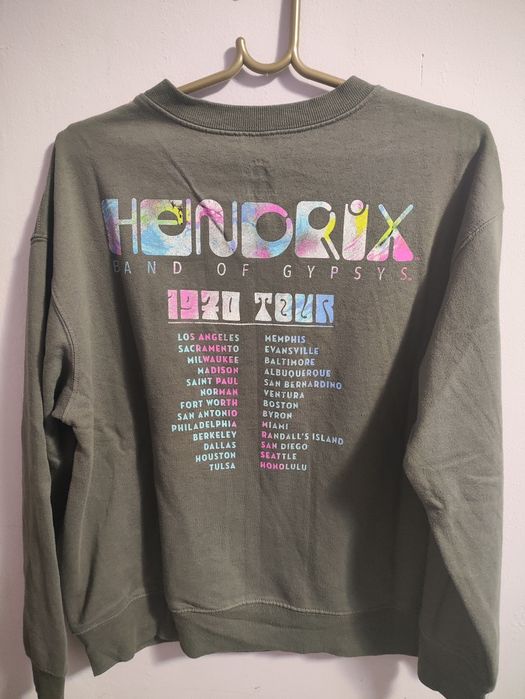 HENDRIX
BAND OF GYPSYS™
1970 TOUR
LOS ANGELES
SACRAMENTO
MILWAUKEE
MADISON
SAINT PAUL
NORMAN
FORT WORTH
SAN ANTONIO
PHILADELPHIA
BERKELEY
DALLAS
HOUSTON
TULSA
MEMPHIS
EVANSVILLE
BALTIMORE
ALBUQUERQUE
SAN BERNARDINO
VENTURA
BOSTON
BYRON
MIAMI
RANDALL'S ISLAND
SAN DIEGO
SEATTLE
HONOLULU